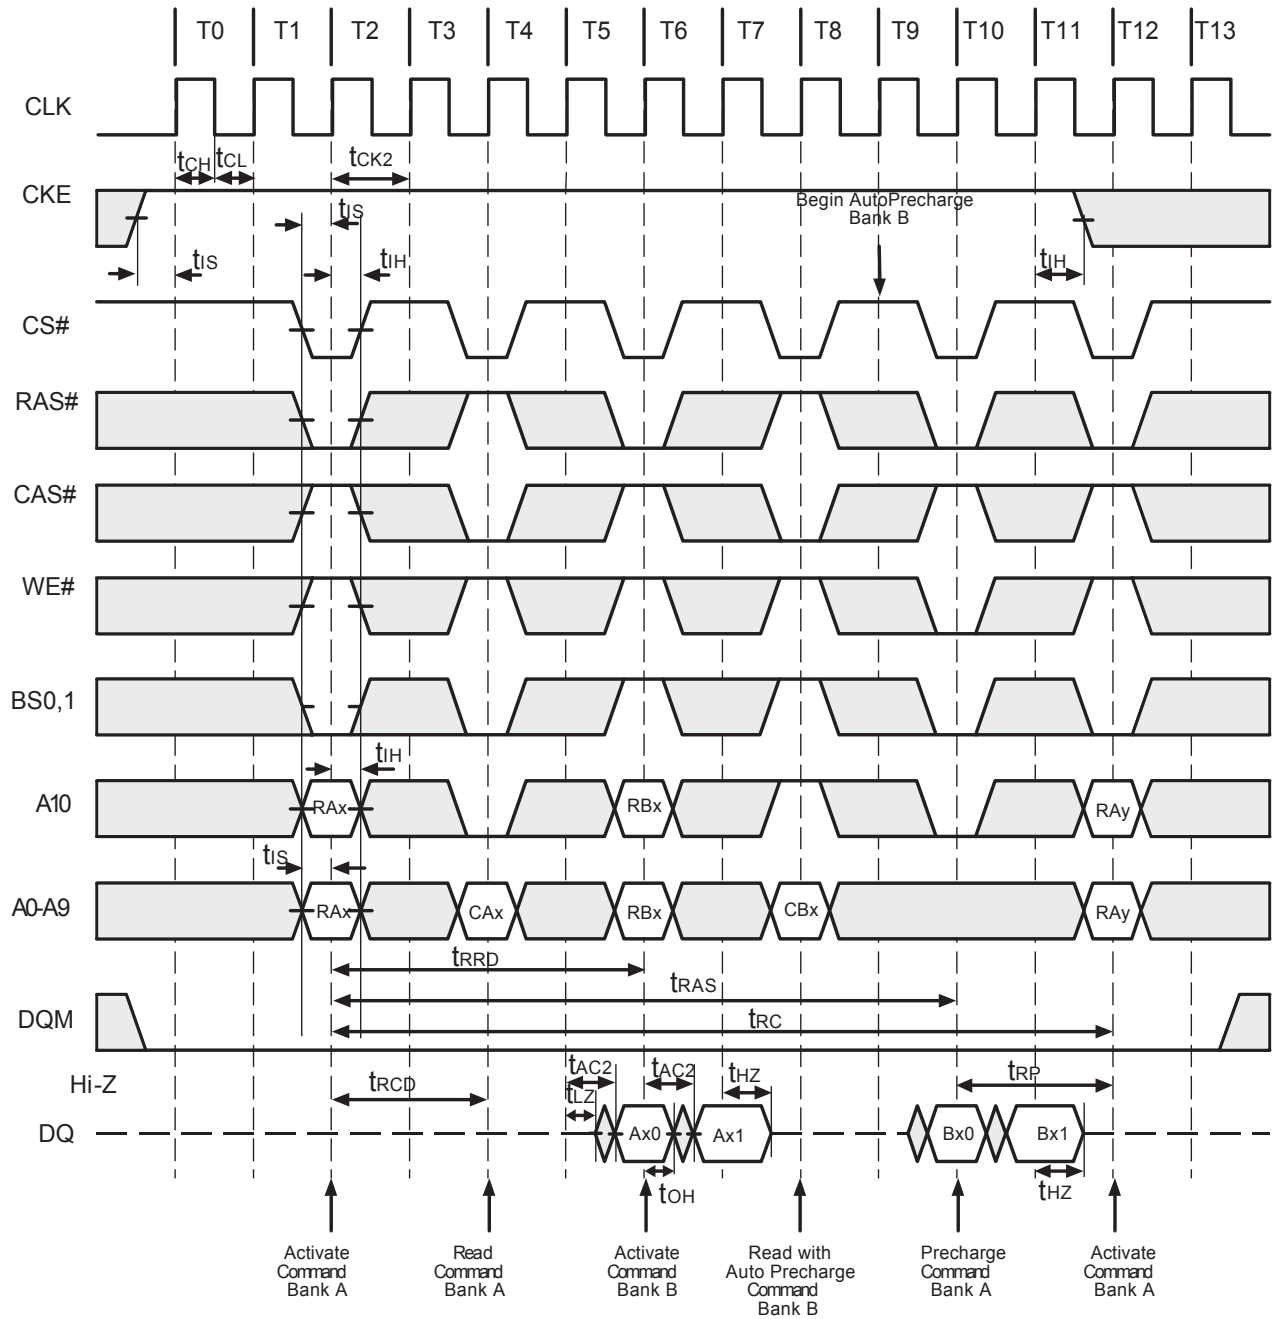 T0 T1 T2 T3 T4 T5 T6 T7 T8 T9 T10 T11 T12 T13
CLK
tCH tCL tCK2
CKE
Begin AutoPrecharge
Bank B
tIS
tIS tIH tIH
CS#
RAS#
CAS#
WE#
BS0,1
tIH
A10 RAx RBx RAy
tIS
A0-A9 RAx CAx RBx CBx RAy
tRRD
tRAS
DQM tRC
Hi-Z tRCD tAC2 tAC2 tHZ tRP
tLZ
DQ Ax0 Ax1 Bx0 Bx1
tOH tHZ
Activate
Command
Bank A
Read
Command
Bank A
Activate
Command
Bank B
Read with
Auto Precharge
Command
Bank B
Precharge
Command
Bank A
Activate
Command
Bank A